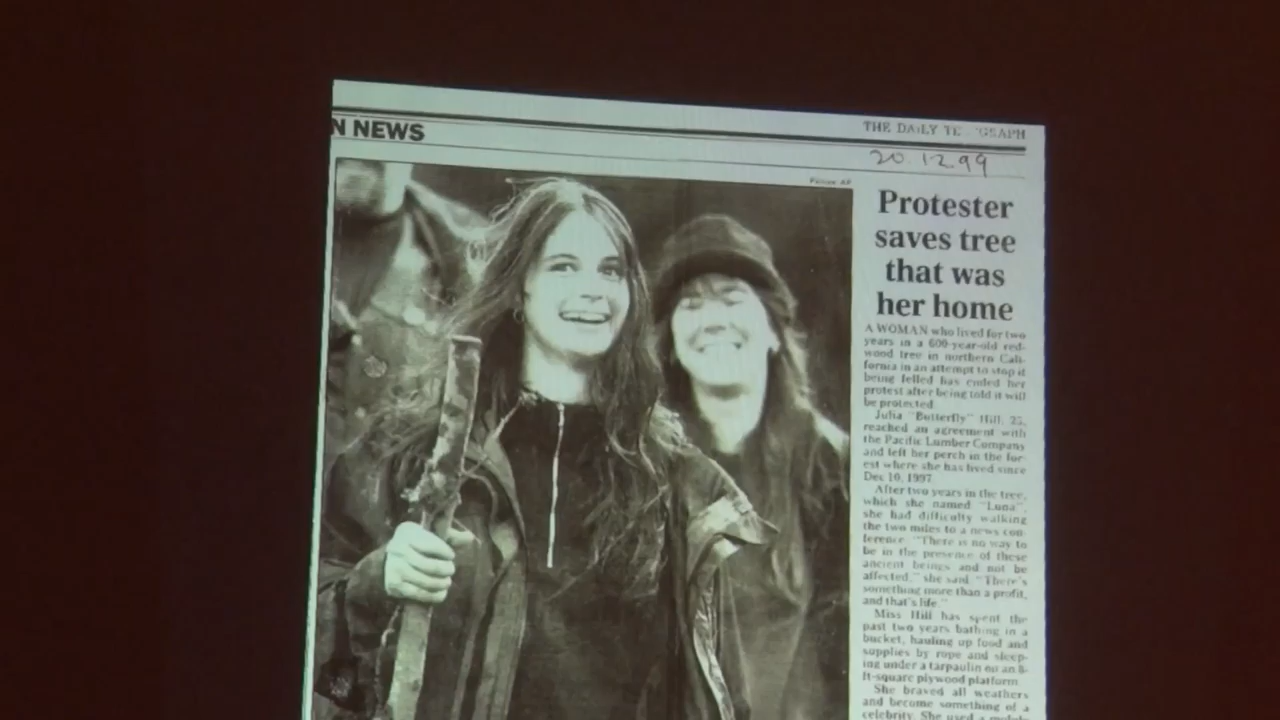 N NEWS
THE DAILY TE GRAPH
20.12.99
Protester
saves tree
that was
her home
A WOMAN who lived for two
years in a 600-year-old red-
wood tree in northern Cali-
fornia in an attempt to stop it
being felled has ended her
protest after being told it will
be protected.
Julia "Butterfly" Hill, 25,
reached an agreement with
the Pacific Lumber Company
and left her perch in the for-
est where she has lived since
Dec 10, 1997.
After two years in the tree,
which she named "Luna",
she had difficulty walking
the two miles to a news con-
ference. "There is no way to
be in the presence of these
ancient beings and not be
affected," she said. "There's
something more than a profit,
and that's life."
Miss Hill has spent the
past two years bathing in a
bucket, hauling up food and
supplies by rope and sleep-
ing under a tarpaulin on an 8-
ft-square plywood platform.
She braved all weathers
and become something of a
celebrity. She used a